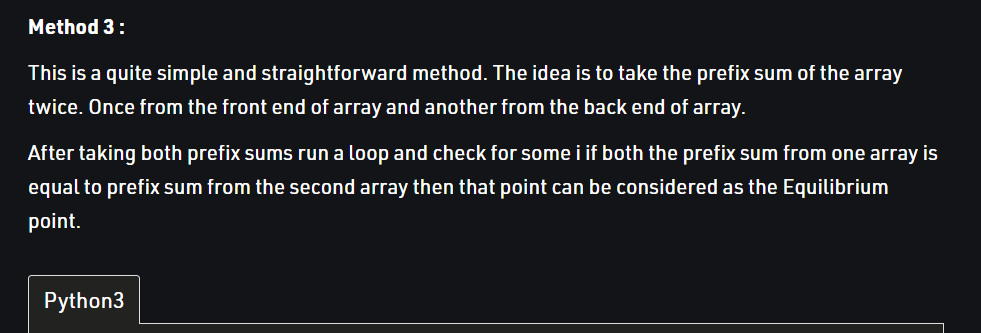 Method 3 :
This is a quite simple and straightforward method. The idea is to take the prefix sum of the array
twice. Once from the front end of array and another from the back end of array.
After taking both prefix sums run a loop and check for some i if both the prefix sum from one array is
equal to prefix sum from the second array then that point can be considered as the Equilibrium
point.
Python3